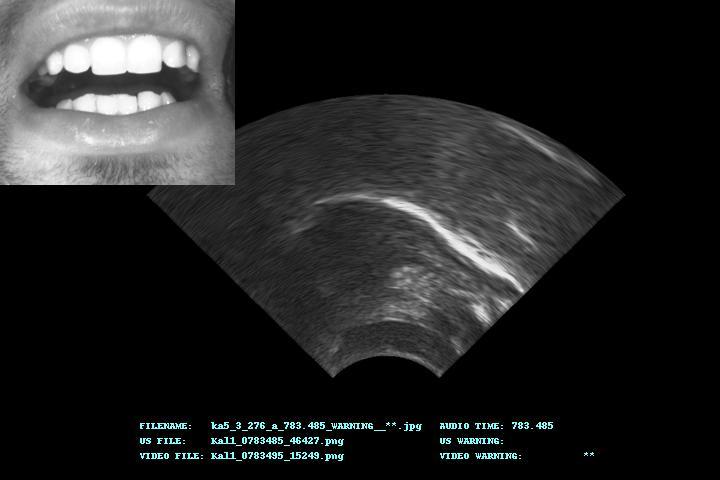 FILENAME: ka5_3_276_a_783.485_WARNING__**.jpg AUDIO TIME: 783.485
US FILE: Kal1_0783485_46427.png US WARNING:
VIDEO FILE: Kal1_0783495_15249.png VIDEO WARNING: **